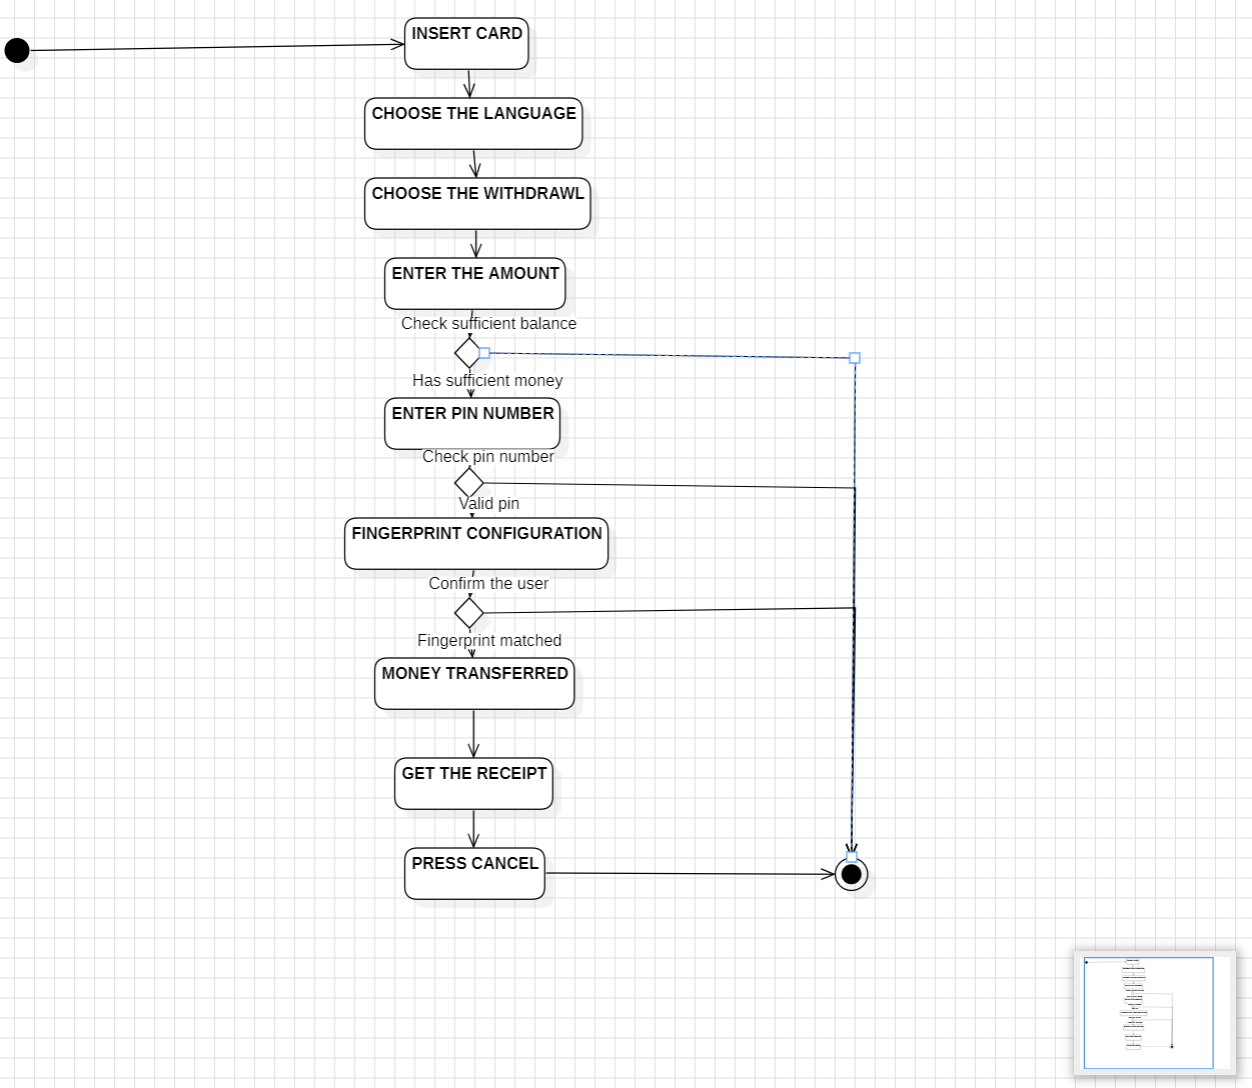 INSERT CARD
CHOOSE THE LANGUAGE
CHOOSE THE WITHDRAWL
ENTER THE AMOUNT
Check sufficient balance
Has sufficient money
ENTER PIN NUMBER
Check pin number
Valid pin
FINGERPRINT CONFIGURATION
Confirm the user
Fingerprint matched
MONEY TRANSFERRED
GET THE RECEIPT
PRESS CANCEL